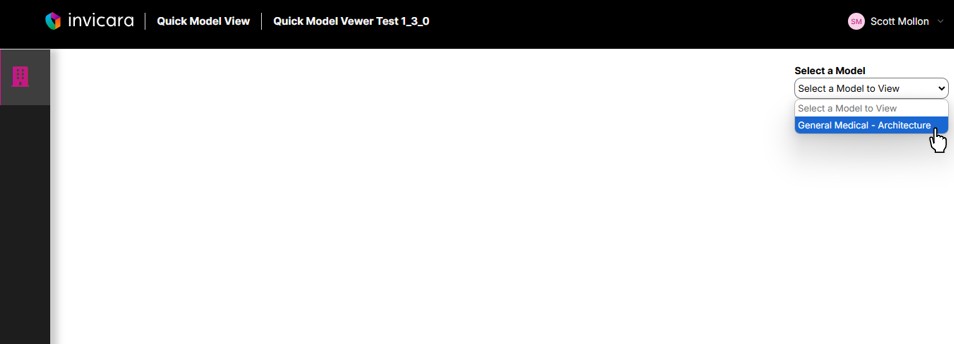 invicara Quick Model View Quick Model Vewer Test 1_3_0 SM Scott Mollon
Select a Model
Select a Model to View
Select a Model to View
General Medical - Architecture